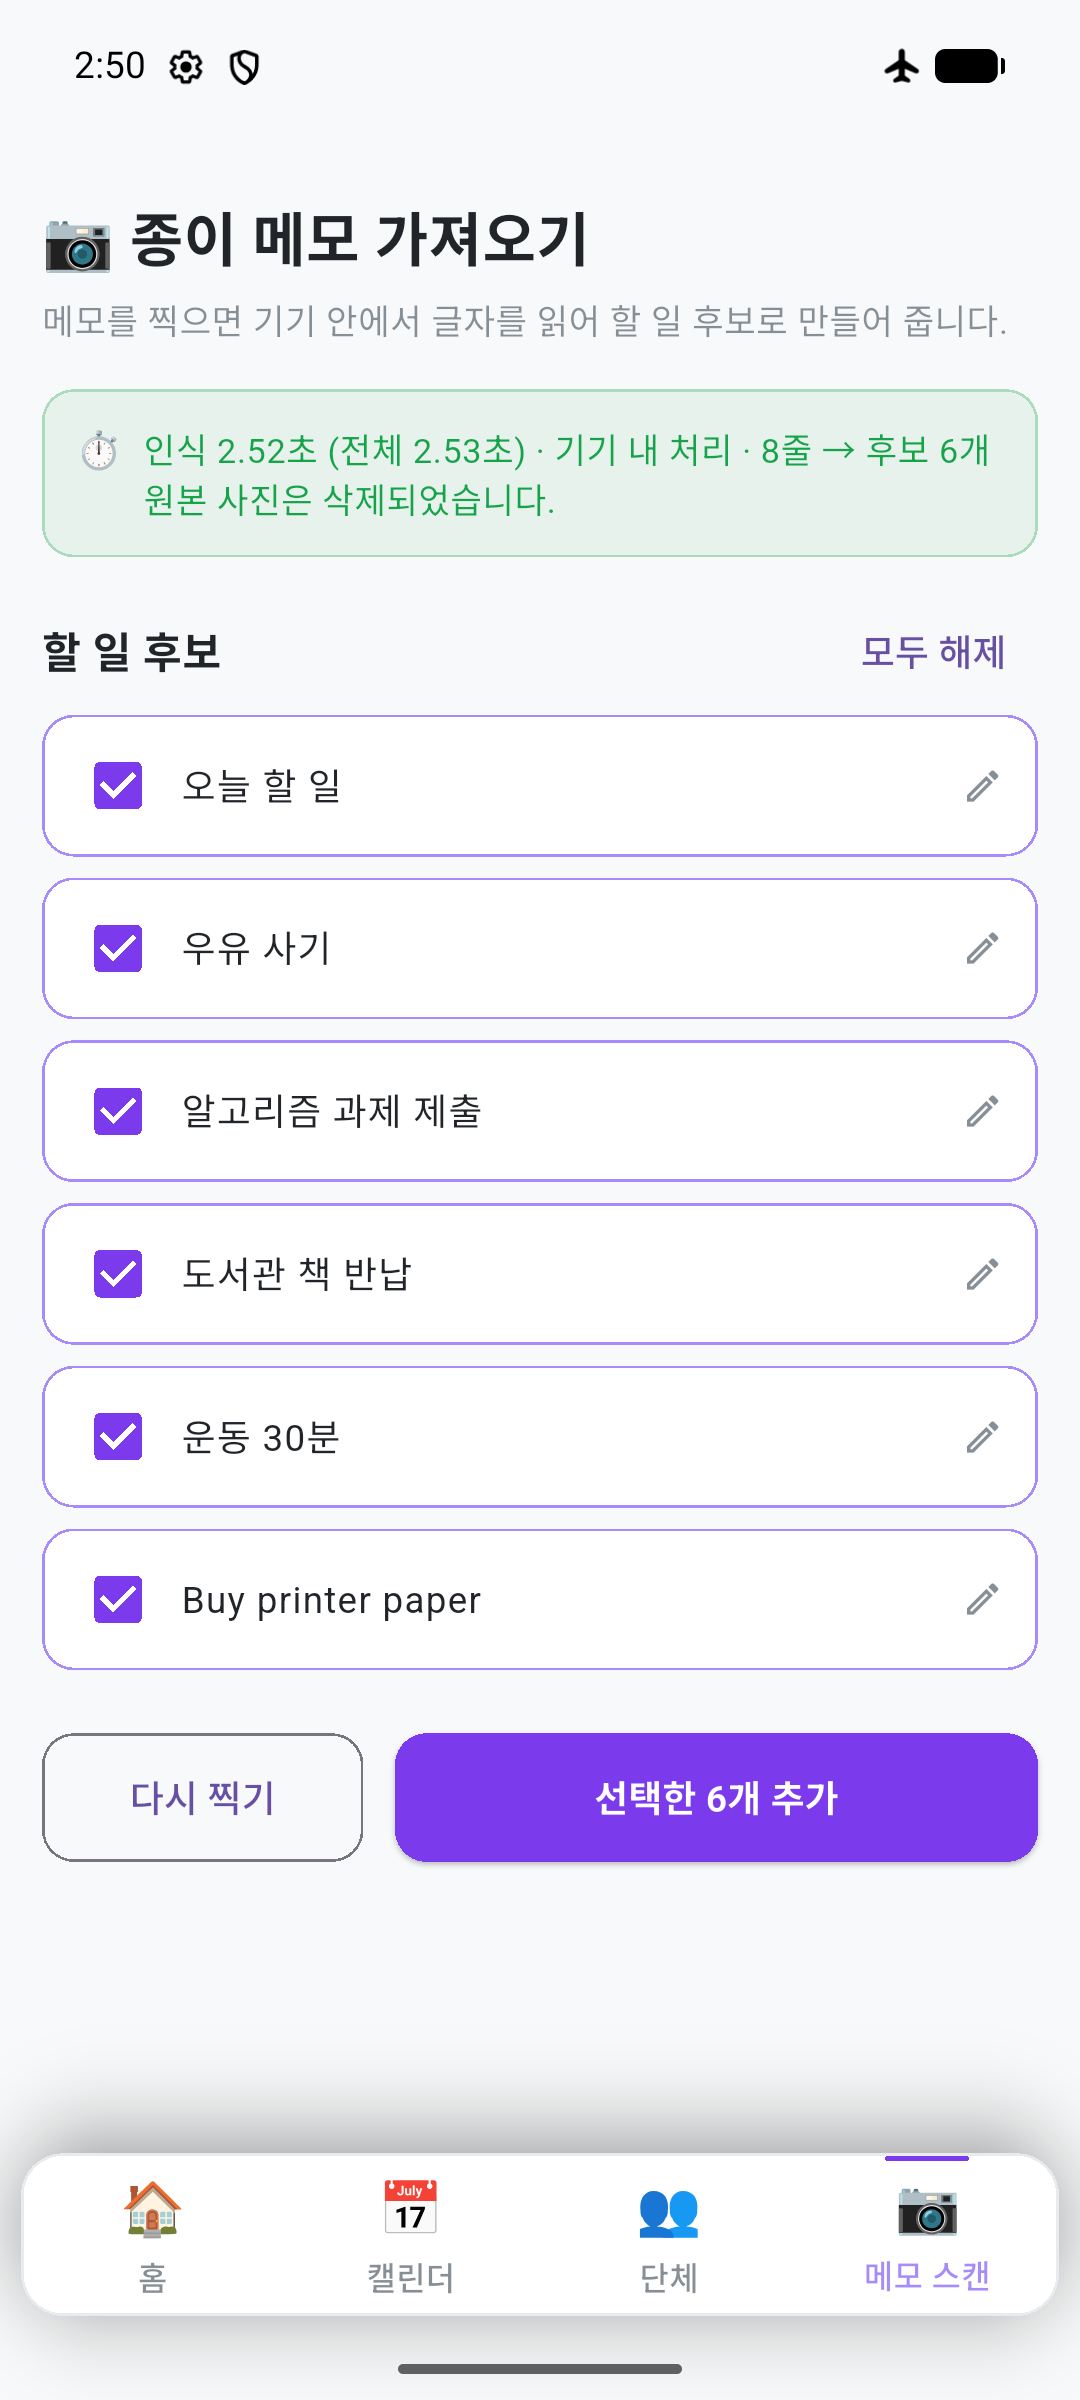 2:50
종이 메모 가져오기
메모를 찍으면 기기 안에서 글자를 읽어 할 일 후보로 만들어 줍니다.
인식 2.52초 (전체 2.53초) · 기기 내 처리 · 8줄 → 후보 6개
원본 사진은 삭제되었습니다.
할 일 후보
모두 해제
오늘 할 일
우유 사기
알고리즘 과제 제출
도서관 책 반납
운동 30분
Buy printer paper
다시 찍기
선택한 6개 추가
July
17
홈
캘린더
단체
메모 스캔